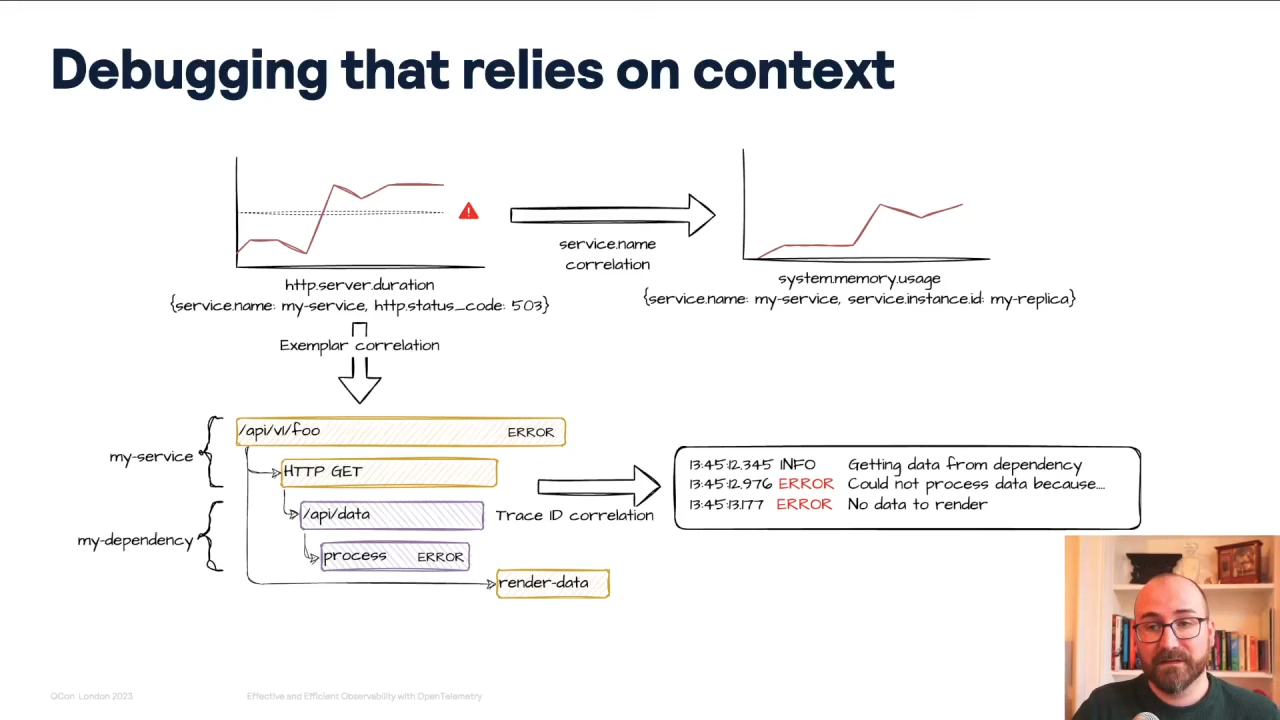 Debugging that relies on context
service.name
correlation
http.server.duration
{service.name: my-service, http.status_code: 503}
system.memory.usage
{service.name: my-service, service.instance.id: my-replica}
Exemplar correlation
my-service
/api/v1/foo ERROR
HTTP GET
my-dependency
/api/data
process ERROR
render-data
Trace ID correlation
13:45:12.345 INFO Getting data from dependency
13:45:12.976 ERROR Could not process data because....
13:45:13.177 ERROR No data to render
QCon London 2023
Effective and Efficient Observability with OpenTelemetry